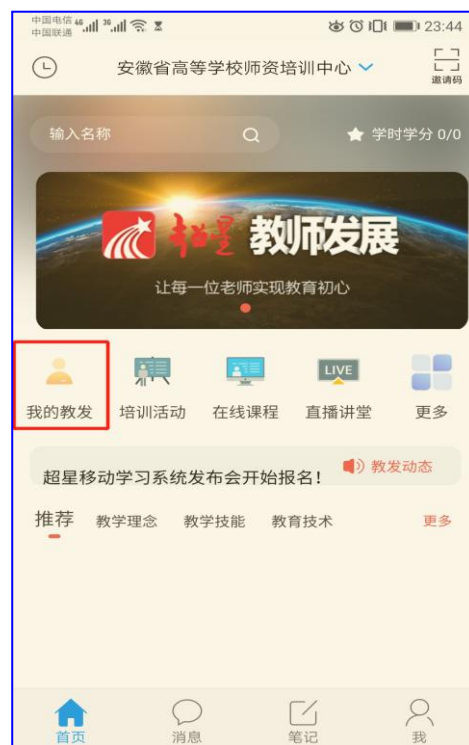 中国电信 4G 2G 23:44
中国联通
安徽省高等学校师资培训中心
邀请码
输入名称 学时学分 0/0
超星 教师发展
让每一位老师实现教育初心
LIVE
我的教发 培训活动 在线课程 直播讲堂 更多
超星移动学习系统发布会开始报名! 教发动态
推荐 教学理念 教学技能 教育技术 更多
首页 消息 笔记 我